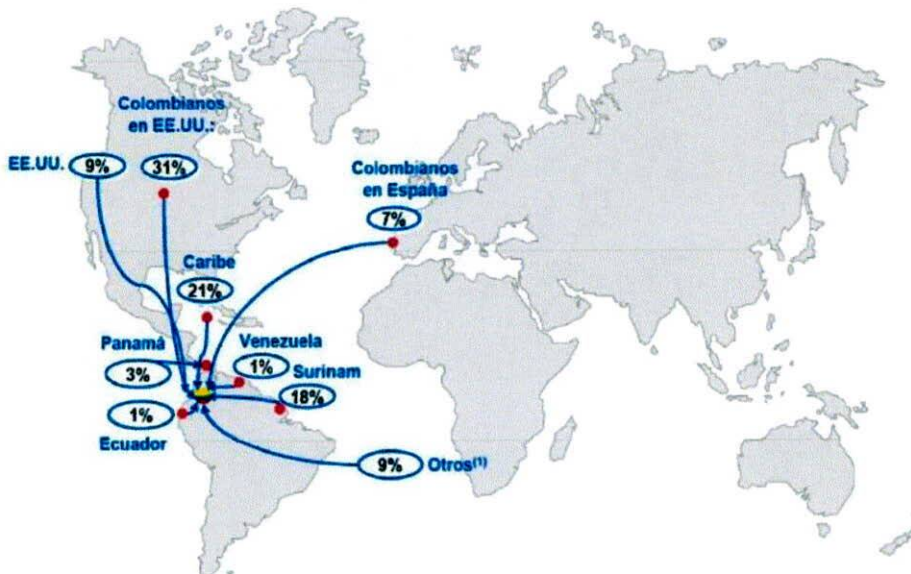 Colombianos
en EE.UU.:
EE.UU. 9% 31%
Colombianos
en España
7%
Caribe
21%
Panamá
3%
Venezuela
1%
Surinam
18%
1%
Ecuador
9% Otros(1)